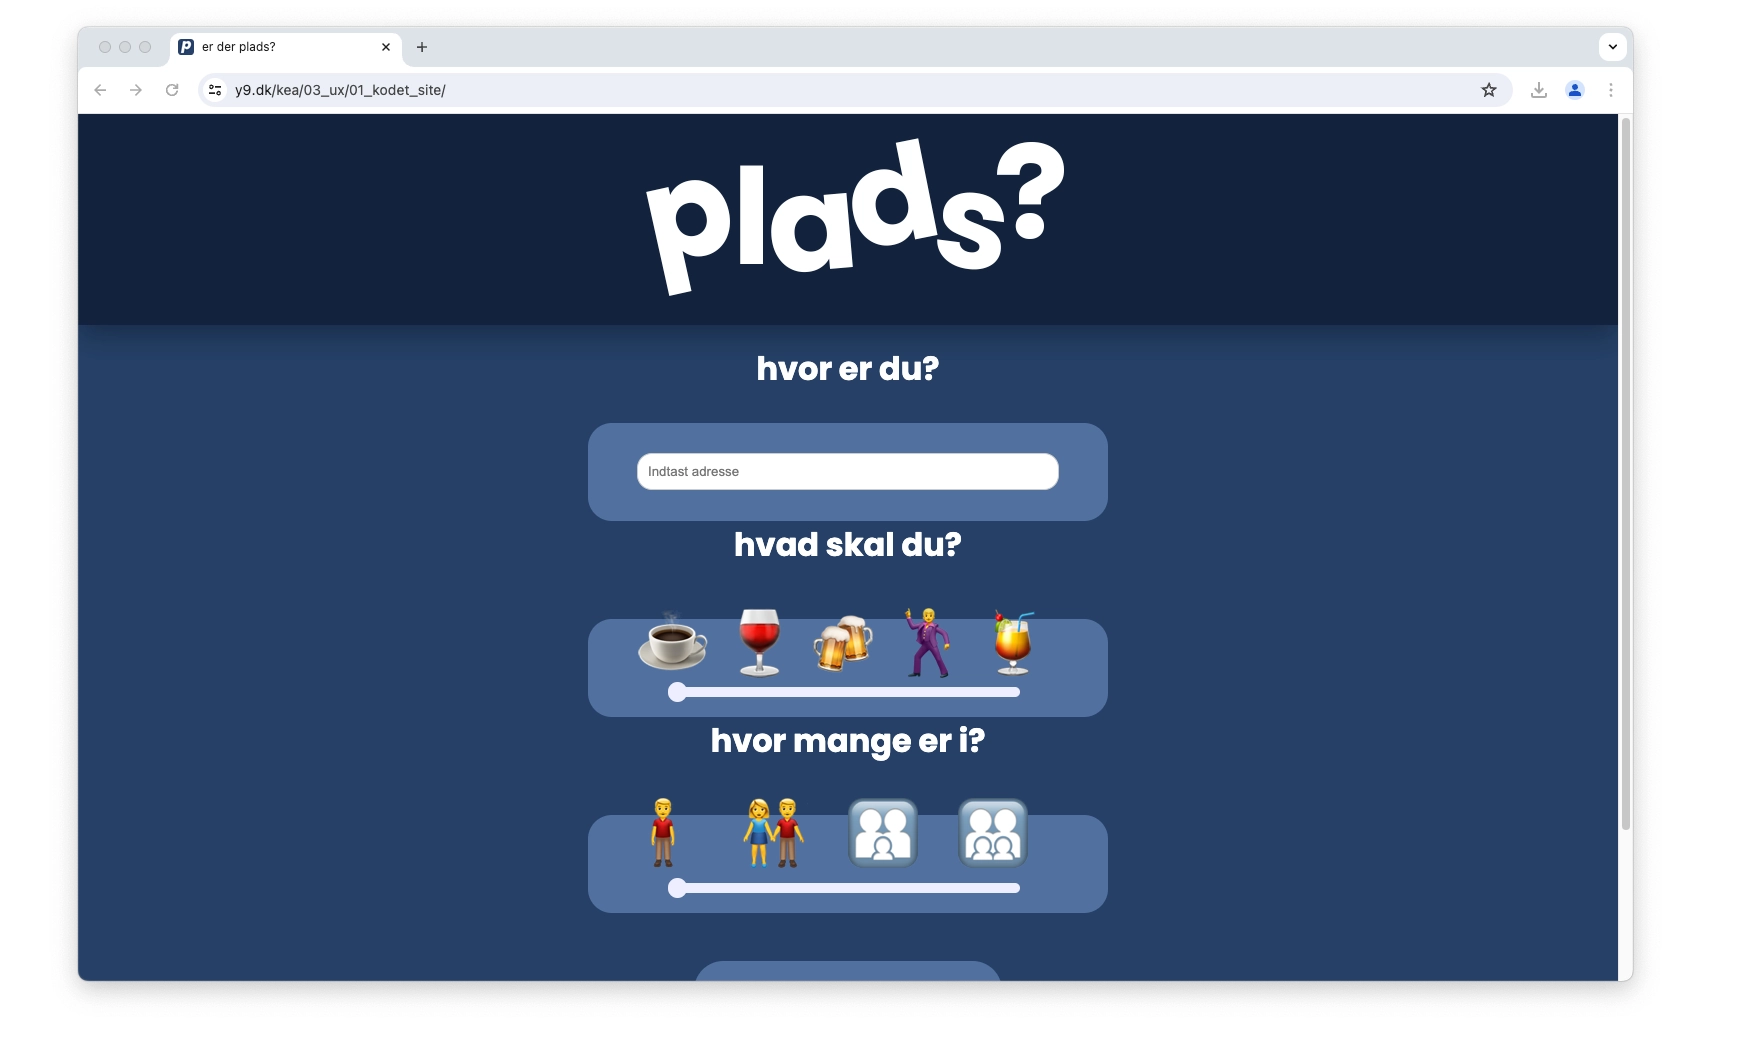 er der plads?
y9.dk/kea/03_ux/01_kodet_site/
plads?
hvor er du?
Indtast adresse
hvad skal du?
hvor mange er i?